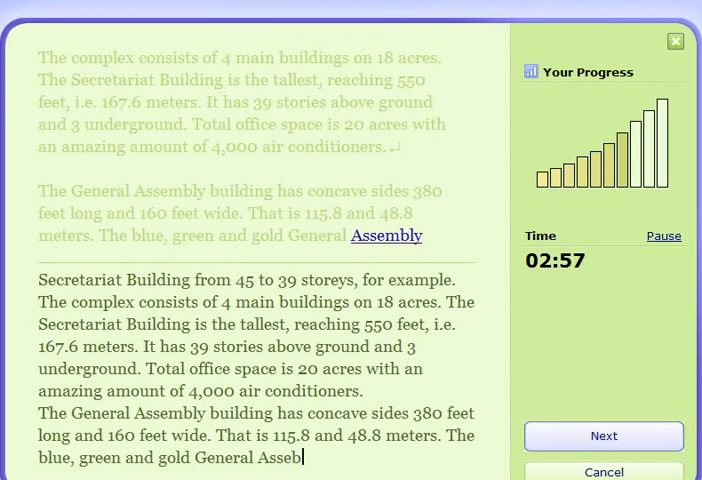 The complex consists of 4 main buildings on 18 acres.
The Secretariat Building is the tallest, reaching 550
feet, i.e. 167.6 meters. It has 39 stories above ground
and 3 underground. Total office space is 20 acres with
an amazing amount of 4,000 air conditioners.↵
The General Assembly building has concave sides 380
feet long and 160 feet wide. That is 115.8 and 48.8
meters. The blue, green and gold General Assembly
Secretariat Building from 45 to 39 storeys, for example.
The complex consists of 4 main buildings on 18 acres. The
Secretariat Building is the tallest, reaching 550 feet, i.e.
167.6 meters. It has 39 stories above ground and 3
underground. Total office space is 20 acres with an
amazing amount of 4,000 air conditioners.
The General Assembly building has concave sides 380 feet
long and 160 feet wide. That is 115.8 and 48.8 meters. The
blue, green and gold General Asseb
Your Progress
Time
Pause
02:57
Next
Cancel